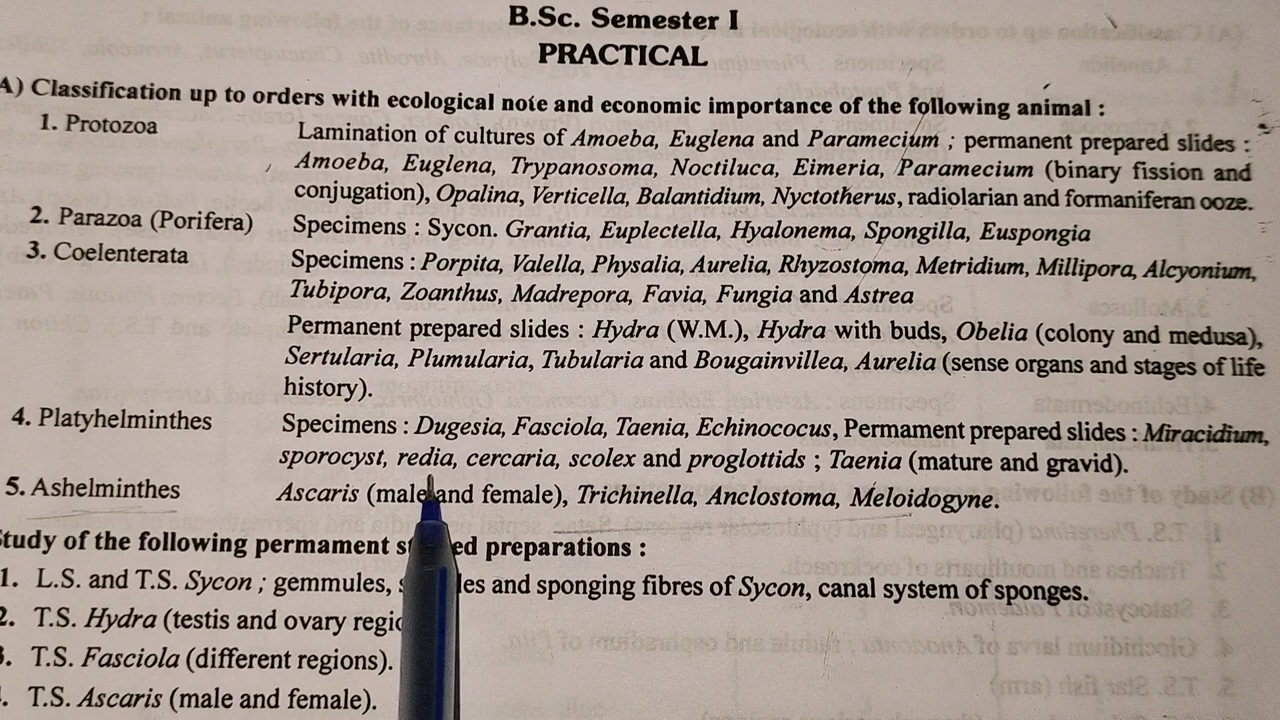 B.Sc. Semester I
PRACTICAL
A) Classification up to orders with ecological note and economic importance of the following animal :
1. Protozoa Lamination of cultures of Amoeba, Euglena and Paramecium ; permanent prepared slides :
Amoeba, Euglena, Trypanosoma, Noctiluca, Eimeria, Paramecium (binary fission and
conjugation), Opalina, Verticella, Balantidium, Nyctotherus, radiolarian and formaniferan ooze.
2. Parazoa (Porifera) Specimens : Sycon. Grantia, Euplectella, Hyalonema, Spongilla, Euspongia
3. Coelenterata Specimens : Porpita, Valella, Physalia, Aurelia, Rhyzostoma, Metridium, Millipora, Alcyonium,
Tubipora, Zoanthus, Madrepora, Favia, Fungia and Astrea
Permanent prepared slides : Hydra (W.M.), Hydra with buds, Obelia (colony and medusa),
Sertularia, Plumularia, Tubularia and Bougainvillea, Aurelia (sense organs and stages of life
history).
4. Platyhelminthes Specimens : Dugesia, Fasciola, Taenia, Echinococus, Permament prepared slides : Miracidium,
sporocyst, redia, cercaria, scolex and proglottids ; Taenia (mature and gravid).
5. Ashelminthes Ascaris (male and female), Trichinella, Anclostoma, Meloidogyne.
Study of the following permament preparations :
1. L.S. and T.S. Sycon ; gemmules, and sponging fibres of Sycon, canal system of sponges.
2. T.S. Hydra (testis and ovary
3. T.S. Fasciola (different regions).
T.S. Ascaris (male and female).